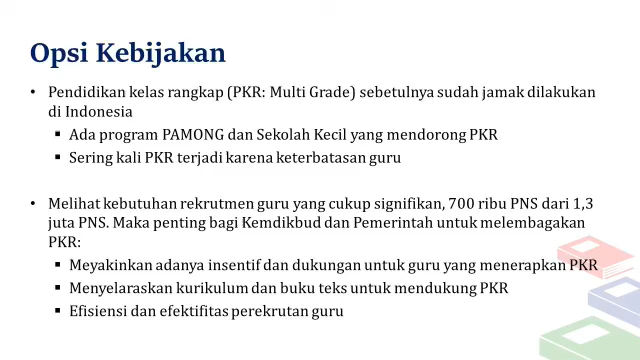 Opsi Kebijakan
• Pendidikan kelas rangkap (PKR: Multi Grade) sebetulnya sudah jamak dilakukan
di Indonesia
▪ Ada program PAMONG dan Sekolah Kecil yang mendorong PKR
▪ Sering kali PKR terjadi karena keterbatasan guru
• Melihat kebutuhan rekrutmen guru yang cukup signifikan, 700 ribu PNS dari 1,3
juta PNS. Maka penting bagi Kemdikbud dan Pemerintah untuk melembagakan
PKR:
▪ Meyakinkan adanya insentif dan dukungan untuk guru yang menerapkan PKR
▪ Menyelaraskan kurikulum dan buku teks untuk mendukung PKR
▪ Efisiensi dan efektifitas perekrutan guru